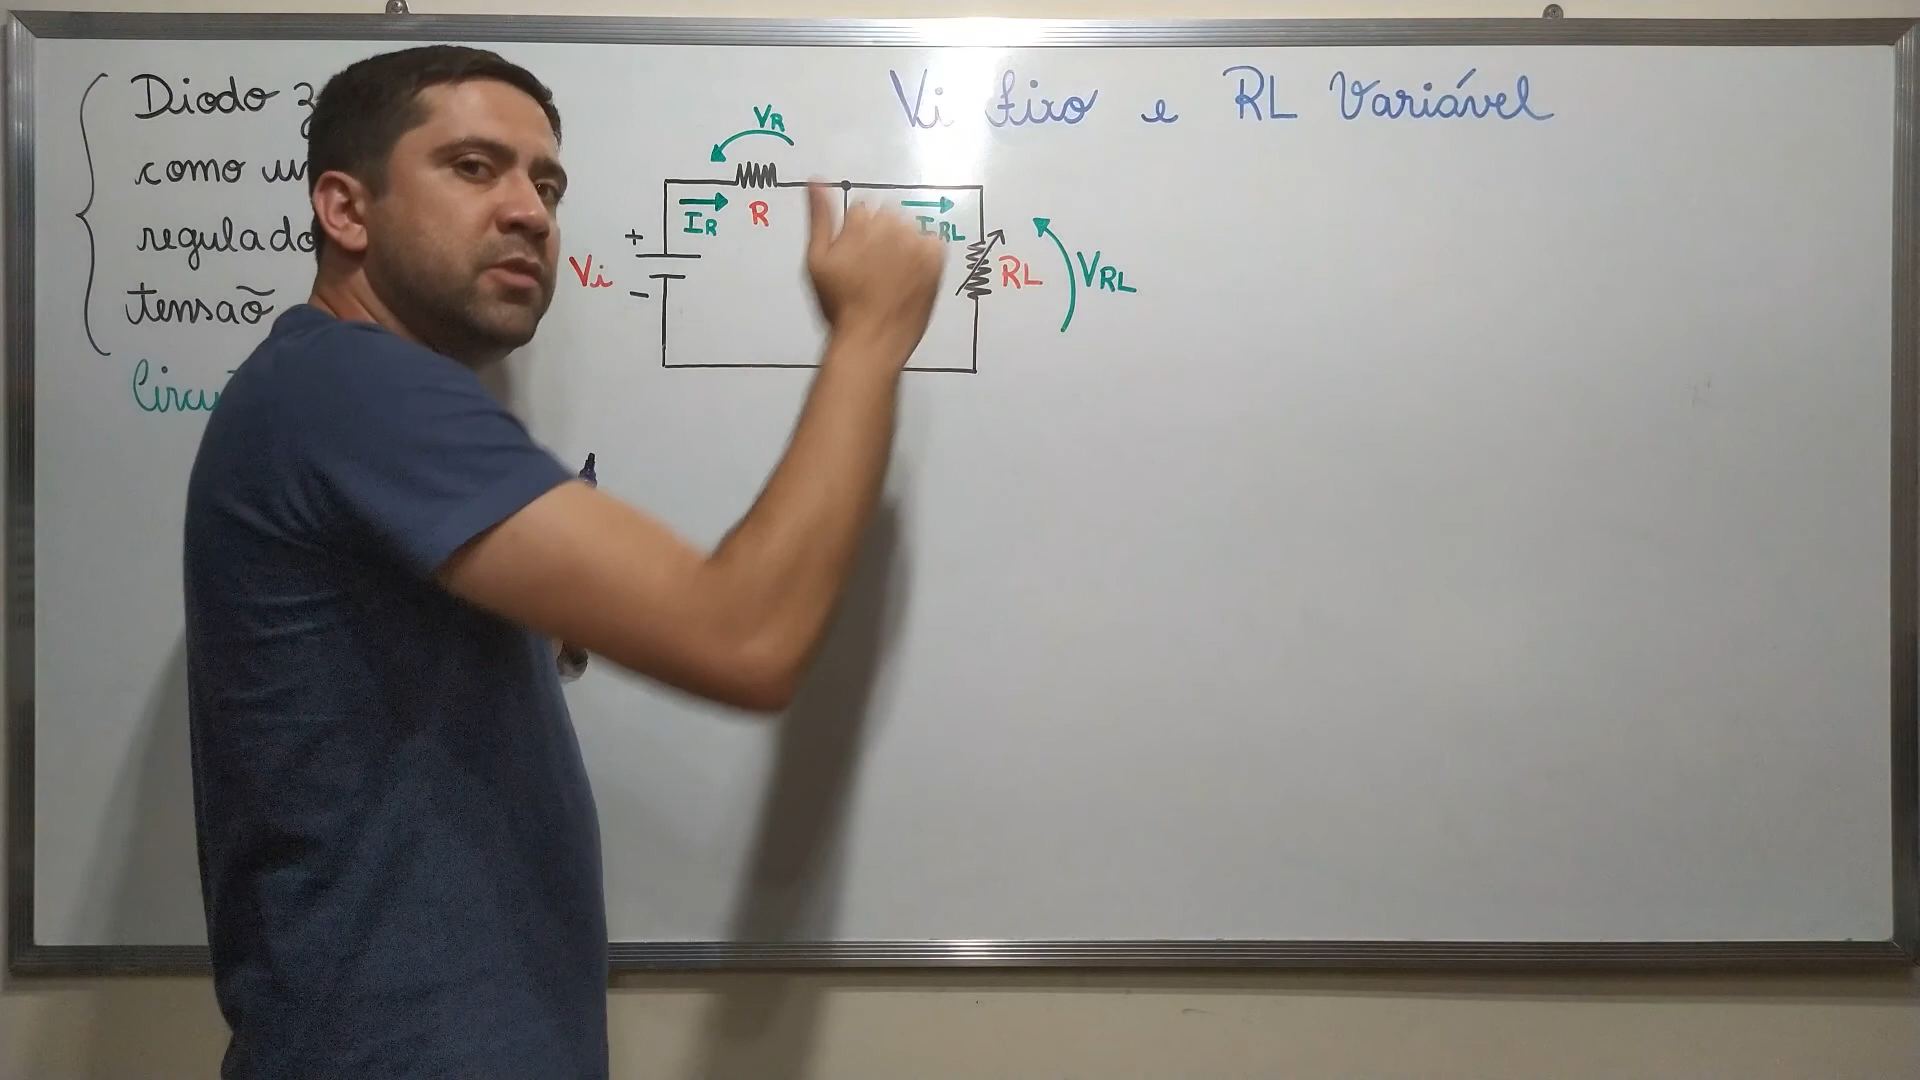 Diodo
como
regulado
tensão
Vi fixo e RL Variável
VR
IR
R
IRL
+
Vi
-
RL
VRL